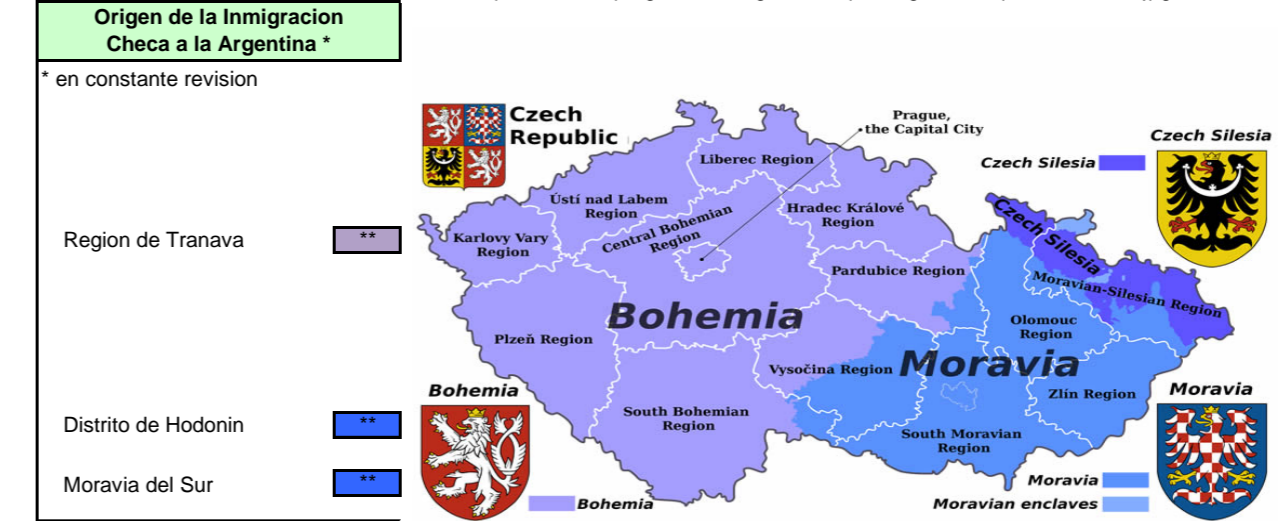 Origen de la Inmigracion
Checa a la Argentina *
* en constante revision
Region de Tranava **
Distrito de Hodonin **
Moravia del Sur **
Czech
Republic
Prague,
the Capital City
Czech Silesia
Czech Silesia
Liberec Region
Ústí nad Labem
Region
Central Bohemian
Region
Hradec Králové
Region
Karlovy Vary
Region
Pardubice Region
Czech Silesia
Moravian-Silesian Region
Bohemia
Olomouc
Region
Plzeň Region
Vysočina Region
Moravia
Zlín Region
Bohemia
Moravia
South Bohemian
Region
South Moravian
Region
Moravia
Moravian enclaves
Bohemia